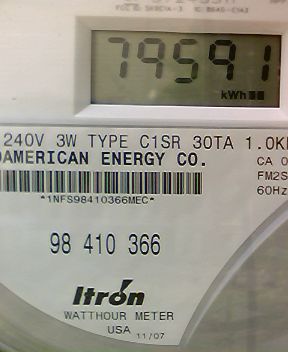 79591
kWh
240V 3W TYPE C1SR 30TA 1.0K
OAMERICAN ENERGY CO.
CA 0
FM2S
60Hz
*1NFS98410366MEC*
98 410 366
Itron
WATTHOUR METER
USA 11/07